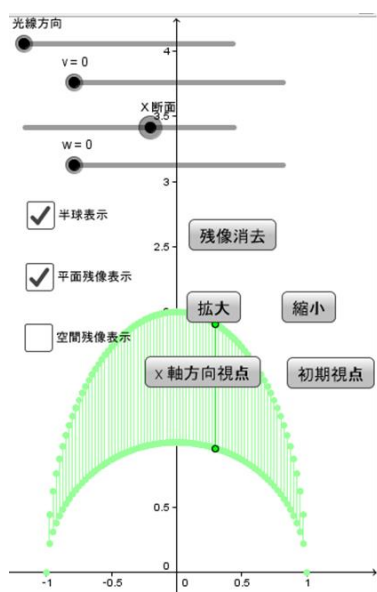 光線方向
4
v = 0
X断面
3.5
w = 0
3
半球表示
残像消去
2.5
平面残像表示
拡大
縮小
空間残像表示
x 軸方向視点
初期視点
0.5
0
-1
-0.5
0
0.5
1